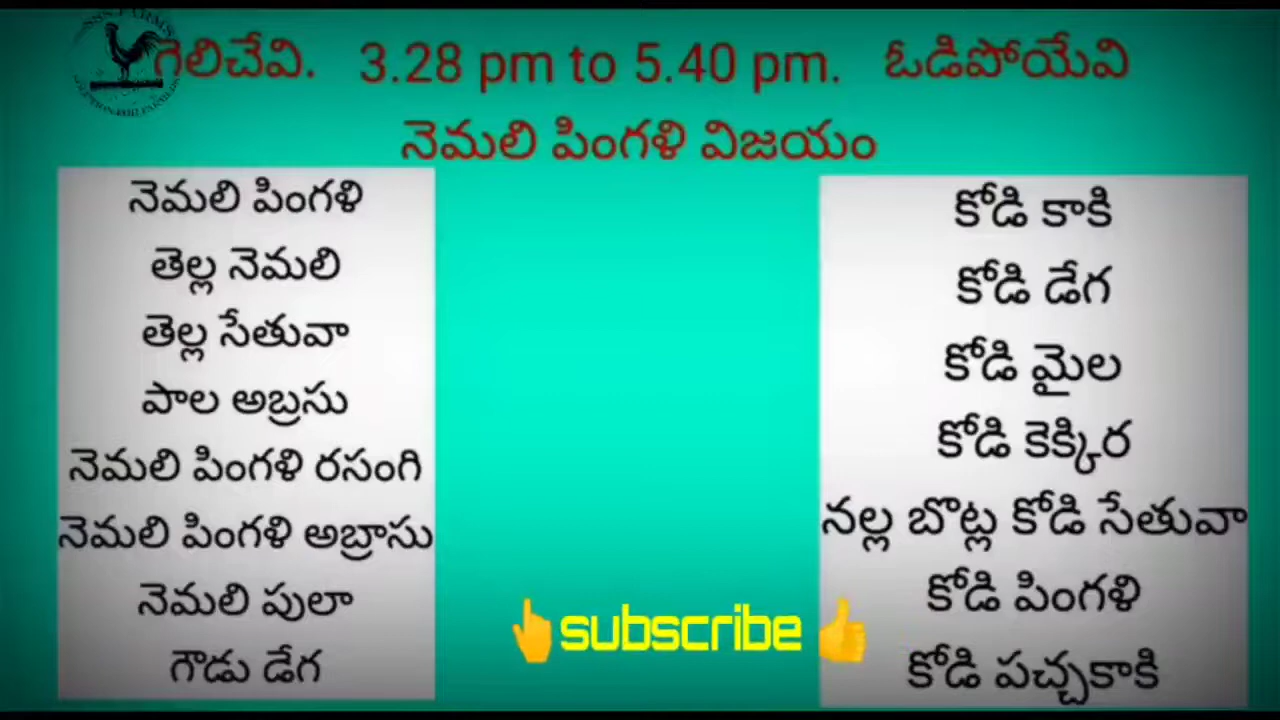 గెలిచేవి. 3.28 pm to 5.40 pm. ఓడిపోయేవి
నెమలి పింగళి విజయం
నెమలి పింగళి
తెల్ల నెమలి
తెల్ల సేతువా
పాల అబ్రసు
నెమలి పింగళి రసంగి
నెమలి పింగళి అబ్రాసు
నెమలి పులా
గౌడు డేగ
కోడి కాకి
కోడి డేగ
కోడి మైల
కోడి కెక్కిర
నల్ల బొట్ల కోడి సేతువా
కోడి పింగళి
కోడి పచ్చకాకి
subscribe